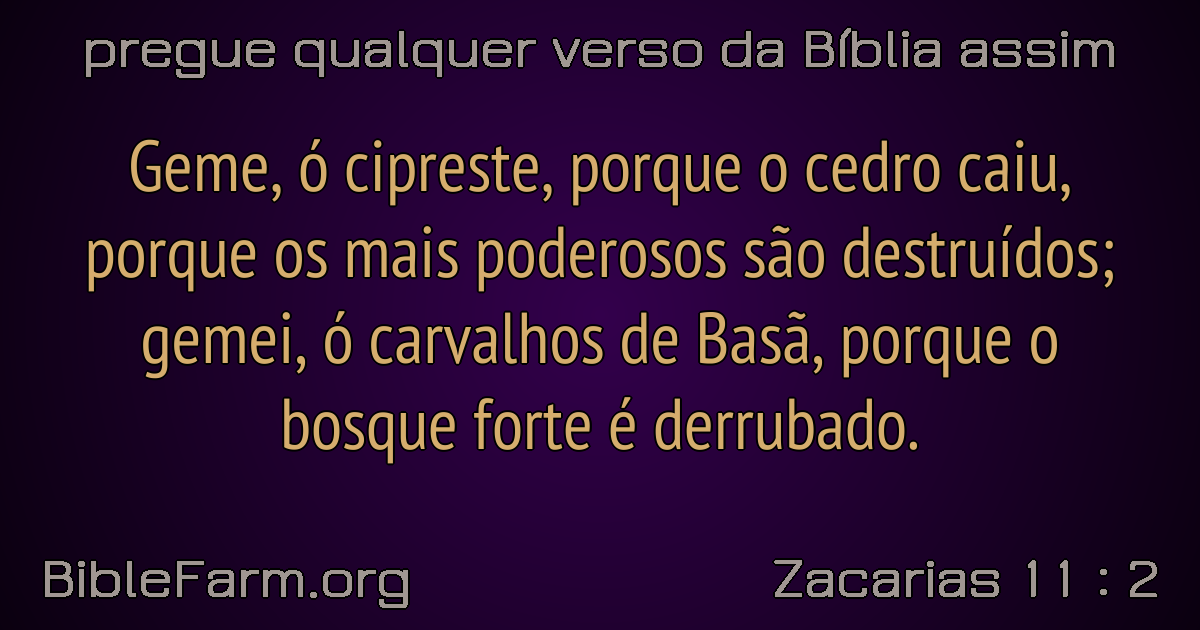 pregue qualquer verso da Bíblia assim
Geme, ó cipreste, porque o cedro caiu,
porque os mais poderosos são destruídos;
gemei, ó carvalhos de Basã, porque o
bosque forte é derrubado.
BibleFarm.org
Zacarias 11 : 2